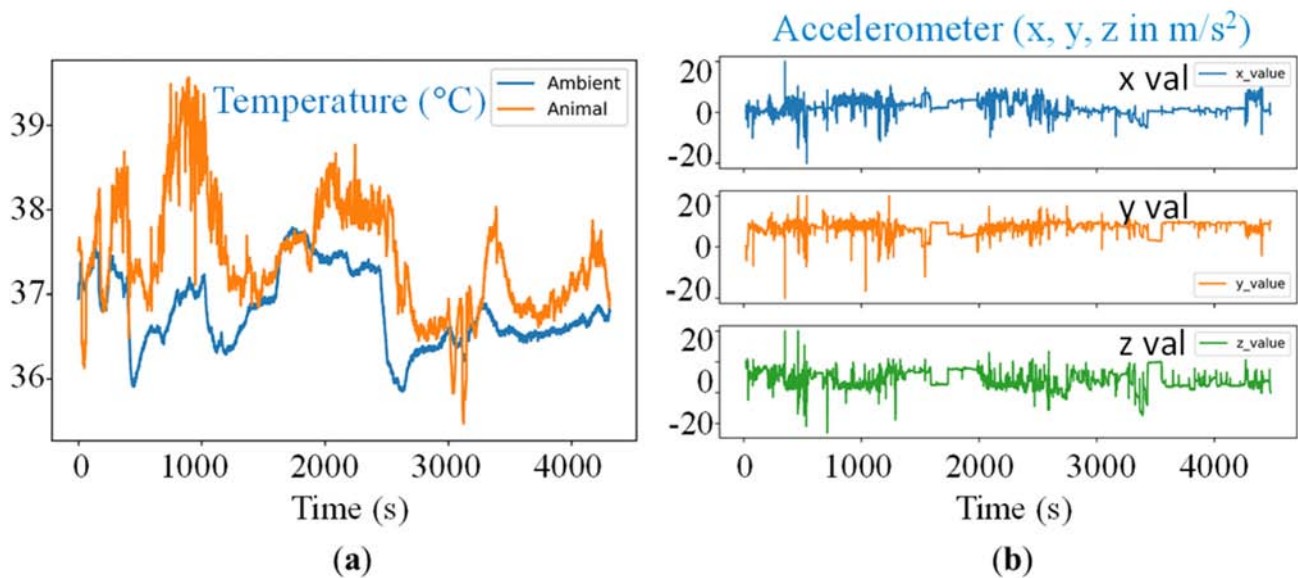 Temperature (°C)
Ambient
Animal
39
38
37
36
0 1000 2000 3000 4000
Time (s)
(a)
Accelerometer (x, y, z in m/s²)
x val
x_value
20
0
-20
y val
y_value
20
0
-20
z val
z_value
20
0
-20
0 1000 2000 3000 4000
Time (s)
(b)